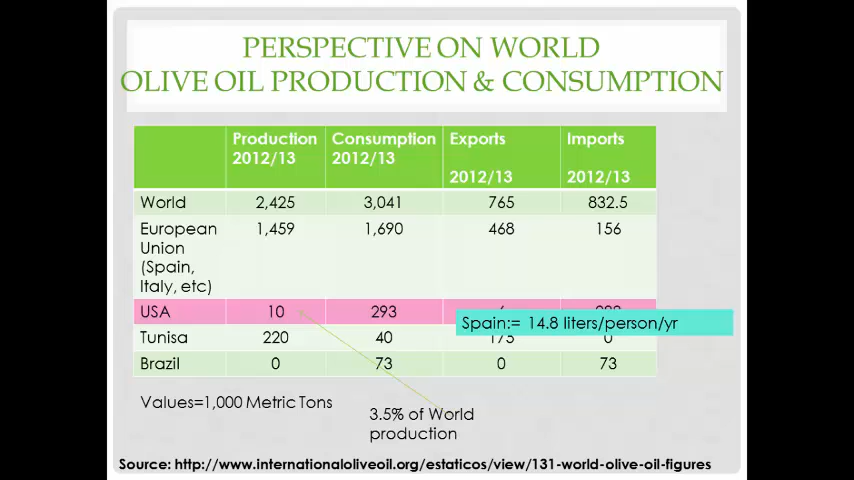 PERSPECTIVE ON WORLD
OLIVE OIL PRODUCTION & CONSUMPTION
Production 2012/13 Consumption 2012/13 Exports 2012/13 Imports 2012/13
World 2,425 3,041 765 832.5
European Union (Spain, Italy, etc) 1,459 1,690 468 156
USA 10 293
Spain:= 14.8 liters/person/yr
Tunisa 220 40 175 0
Brazil 0 73 0 73
Values=1,000 Metric Tons
3.5% of World
production
Source: http://www.internationaloliveoil.org/estaticos/view/131-world-olive-oil-figures